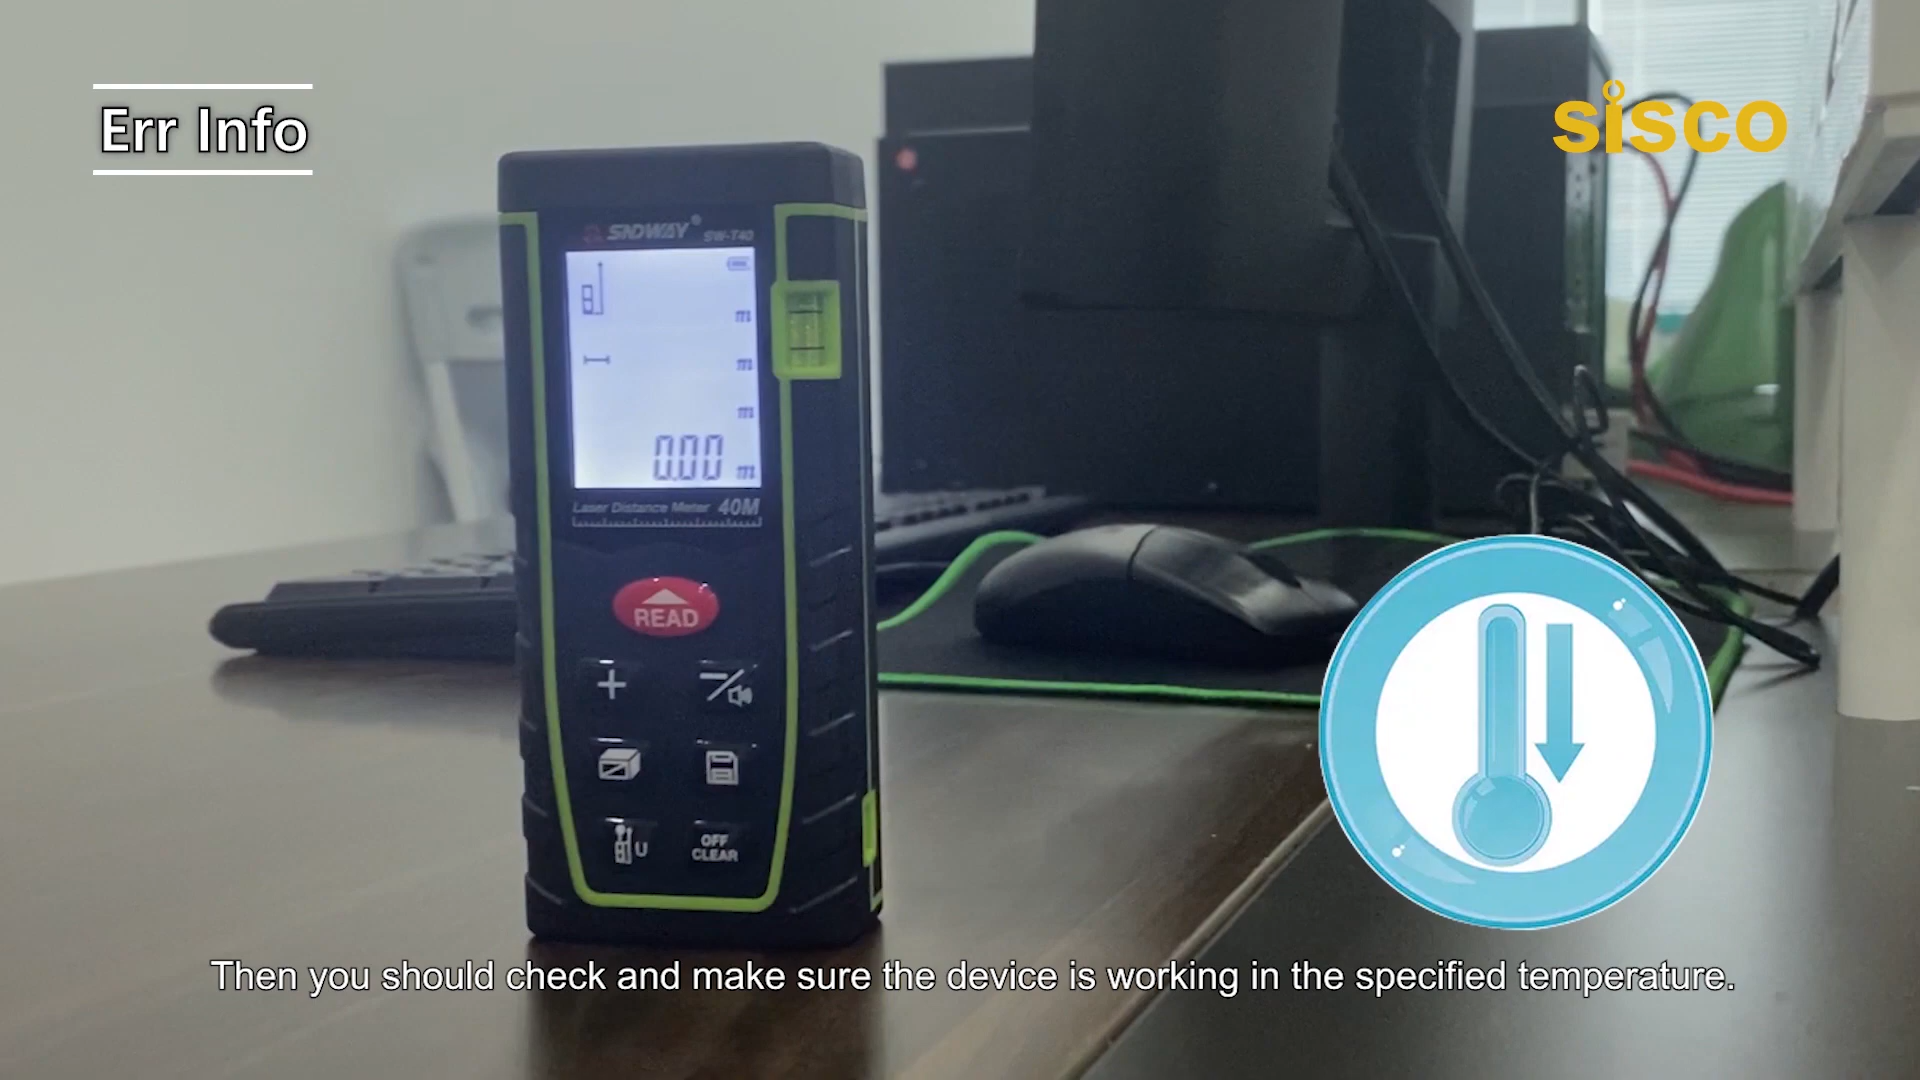 Err Info
sisco
SNDWAY® SW-T40
m
m
m
0.00 m
Laser Distance Meter 40M
READ
U
OFF
CLEAR
Then you should check and make sure the device is working in the specified temperature.